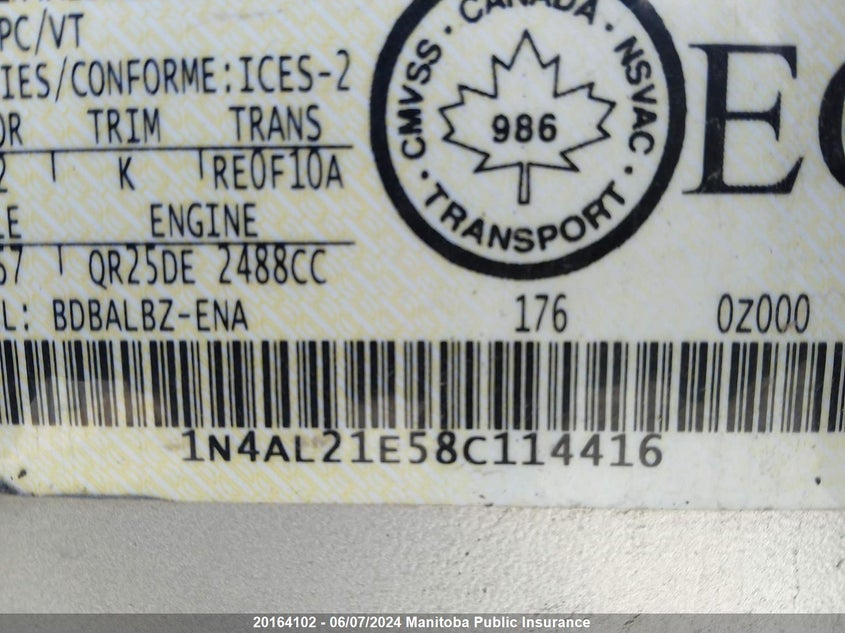 PC/VT
IES/CONFORME:ICES-2
OR TRIM TRANS
2 K RE0F10A
LE ENGINE
57 QR25DE 2488CC
L: BDBALBZ-ENA 176 0Z000
CANADA · NSVAC · TRANSPORT · CMVSS ·
986
1N4AL21E58C114416
20164102 - 06/07/2024 Manitoba Public Insurance